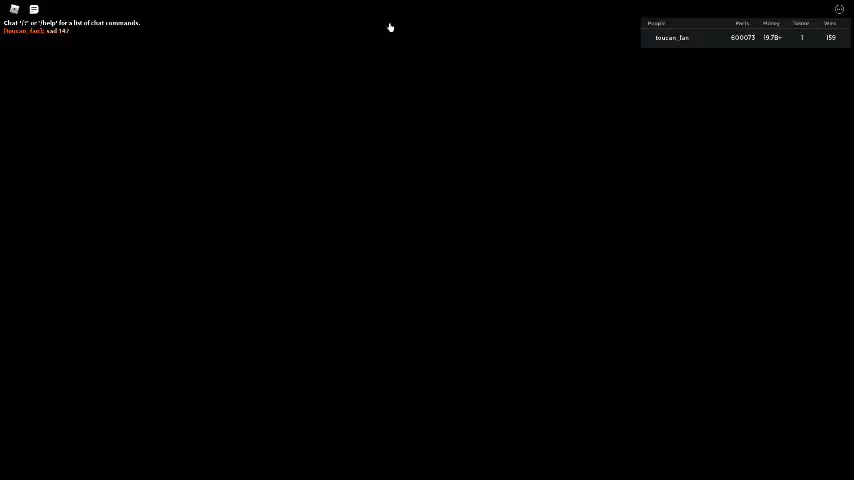 Chat '/?' or '/help' for a list of chat commands.
[toucan_fan]: sad 147
People Parts Money Tokens Wins
toucan_fan 600073 19.7B+ 1 159